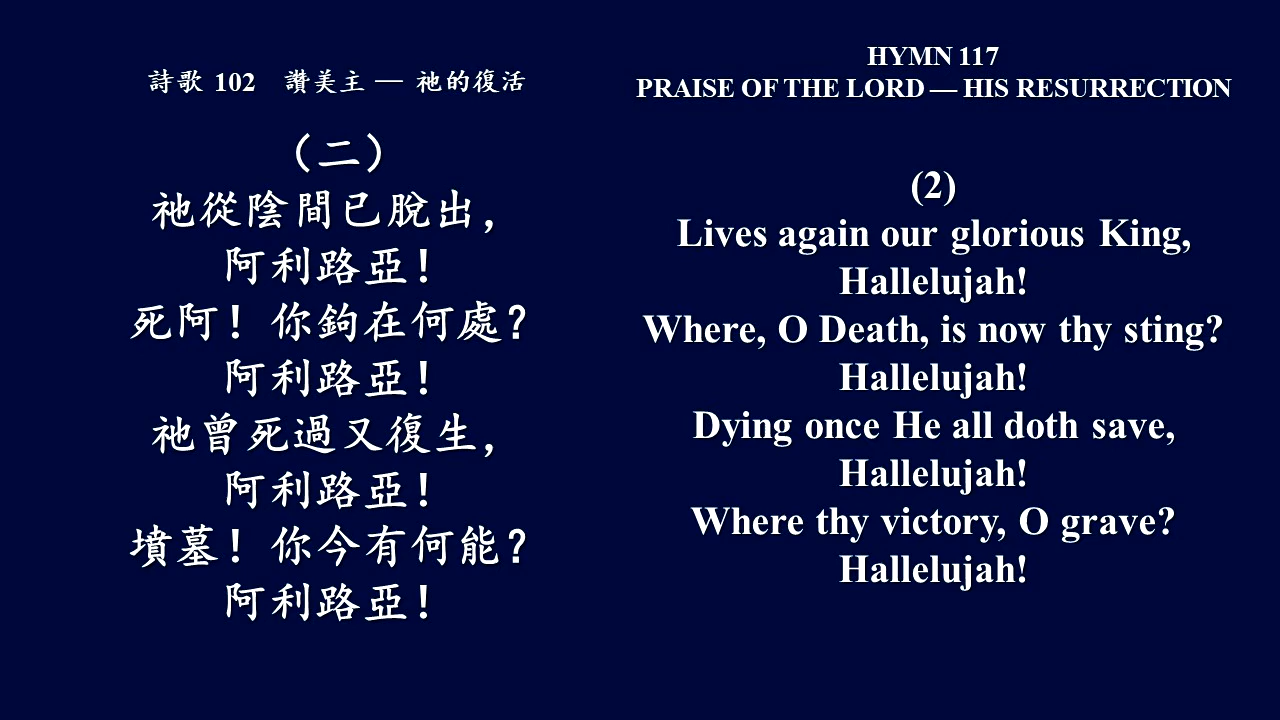 詩歌 102 讚美主 — 祂的復活
（二）
祂從陰間已脫出，
阿利路亞！
死阿！你鉤在何處？
阿利路亞！
祂曾死過又復生，
阿利路亞！
墳墓！你今有何能？
阿利路亞！
HYMN 117
PRAISE OF THE LORD — HIS RESURRECTION
(2)
Lives again our glorious King,
Hallelujah!
Where, O Death, is now thy sting?
Hallelujah!
Dying once He all doth save,
Hallelujah!
Where thy victory, O grave?
Hallelujah!